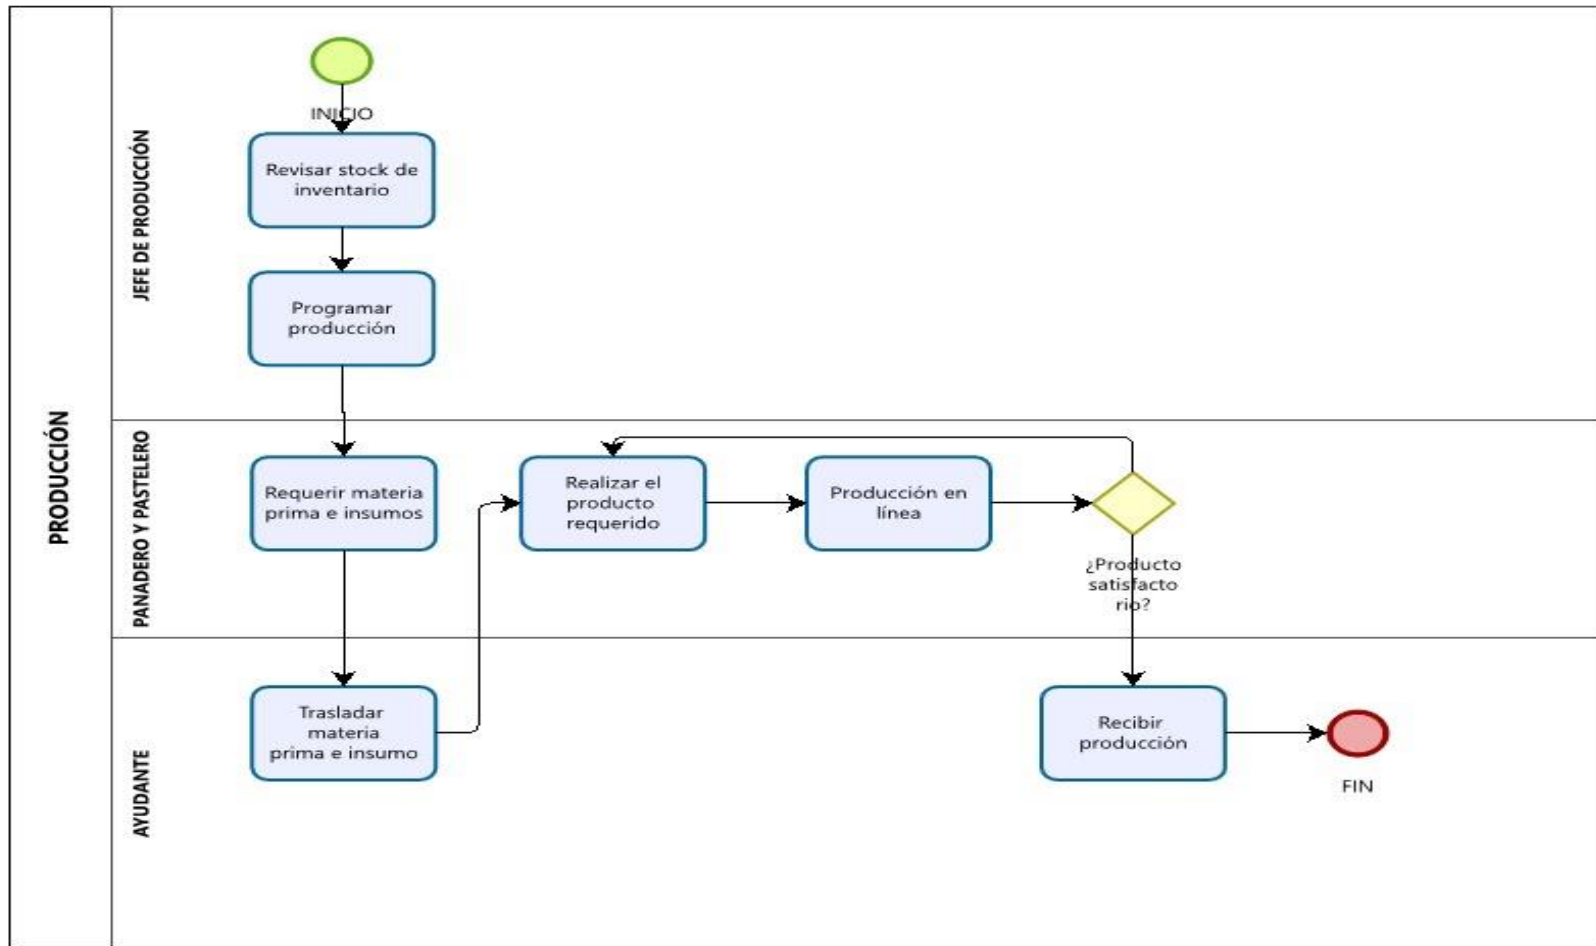 PRODUCCIÓN
JEFE DE PRODUCCIÓN
INICIO
Revisar stock de
inventario
Programar
producción
PANADERO Y PASTELERO
Requerir materia
prima e insumos
Realizar el
producto
requerido
Producción en
línea
¿Producto
satisfacto
rio?
AYUDANTE
Trasladar
materia
prima e insumo
Recibir
producción
FIN